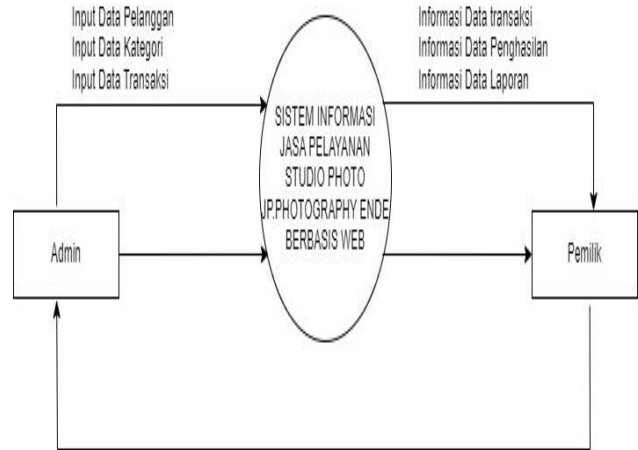 Input Data Pelanggan
Input Data Kategori
Input Data Transaksi
Informasi Data transaksi
Informasi Data Penghasilan
Informasi Data Laporan
SISTEM INFORMASI
JASA PELAYANAN
STUDIO PHOTO
JP.PHOTOGRAPHY ENDE
BERBASIS WEB
Admin
Pemilik